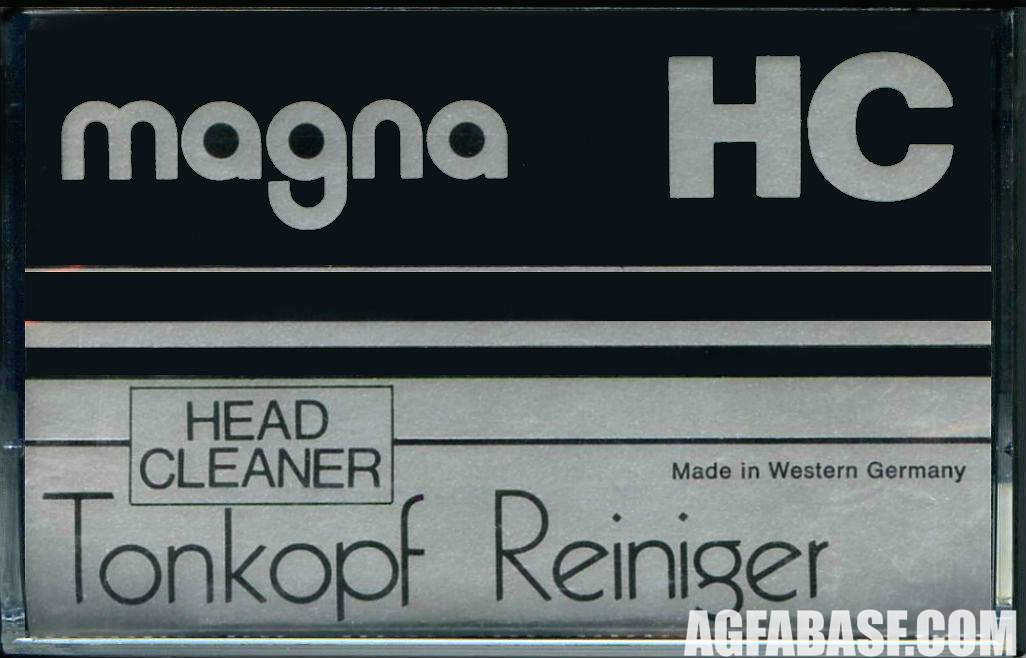 magna HC
HEAD
CLEANER
Made in Western Germany
Tonkopf Reiniger
AGFABASE.COM